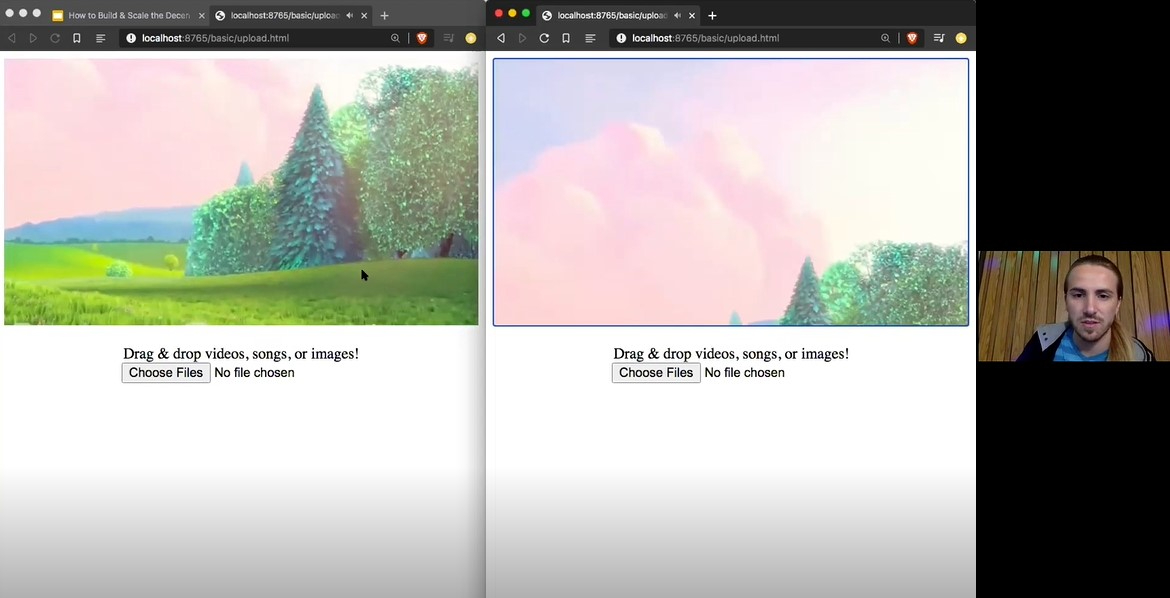 How to Build & Scale the Decen
localhost:8765/basic/uploa
localhost:8765/basic/upload.html
Drag & drop videos, songs, or images!
Choose Files No file chosen
localhost:8765/basic/uploa
localhost:8765/basic/upload.html
Drag & drop videos, songs, or images!
Choose Files No file chosen